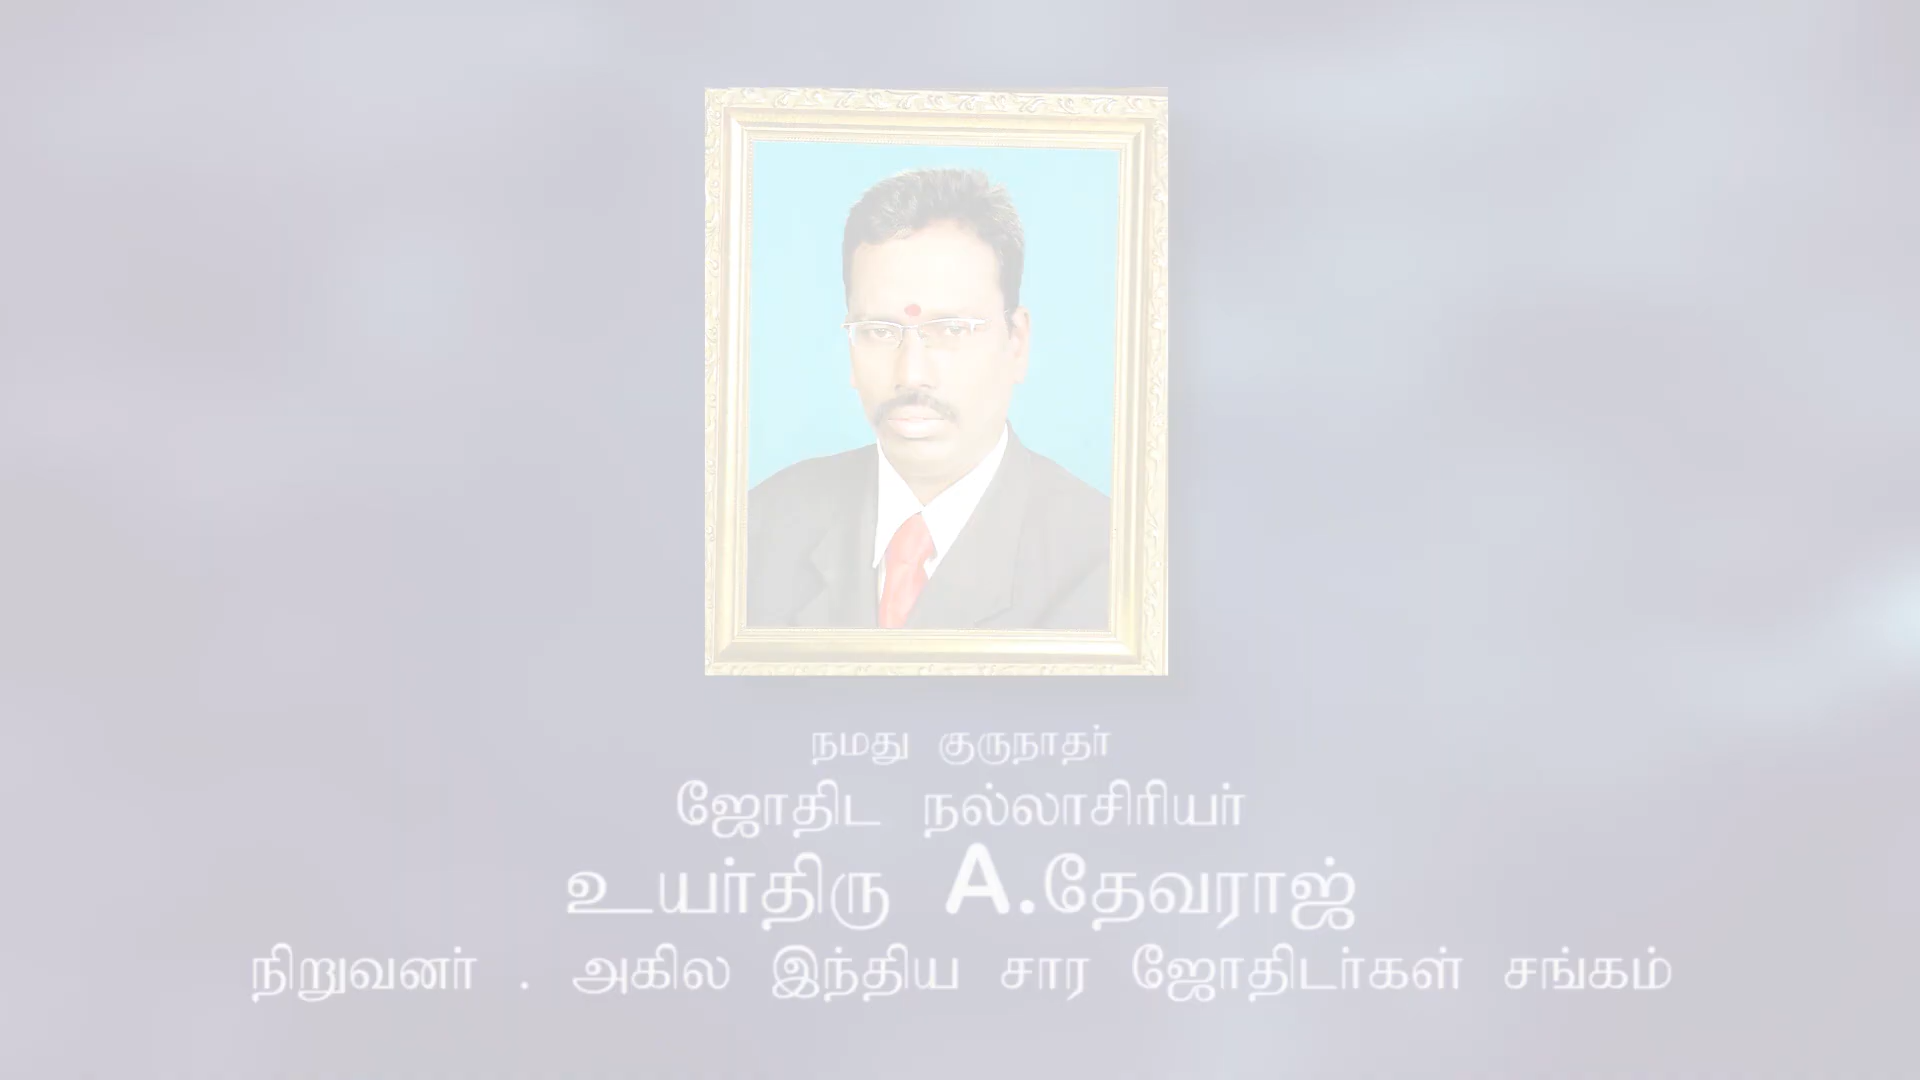 நமது குருநாதர்
ஜோதிட நல்லாசிரியர்
உயர்திரு A.தேவராஜ்
நிறுவனர் . அகில இந்திய சார ஜோதிடர்கள் சங்கம்